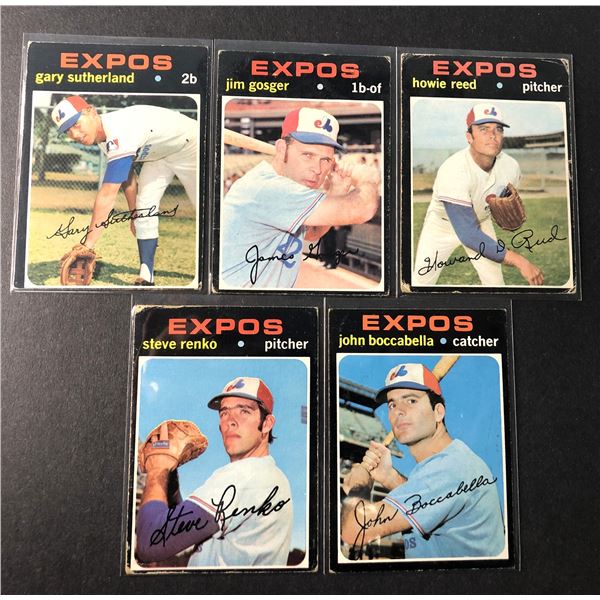 EXPOS
gary sutherland • 2b
Gary Sutherland
EXPOS
jim gosger • 1b-of
James Gosger
EXPOS
howie reed • pitcher
Howard D. Reed
EXPOS
steve renko • pitcher
Steve Renko
EXPOS
john boccabella • catcher
John Boccabella